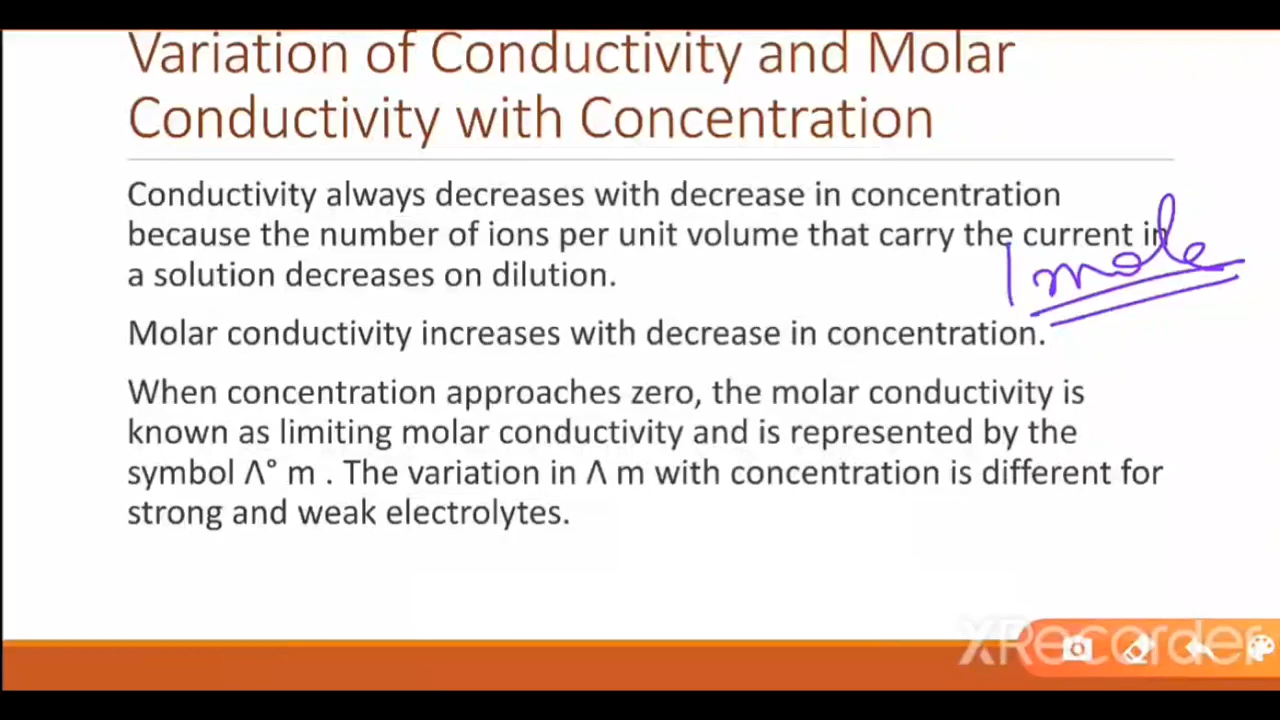 Variation of Conductivity and Molar
Conductivity with Concentration
Conductivity always decreases with decrease in concentration
because the number of ions per unit volume that carry the current in
a solution decreases on dilution.
1 mole
Molar conductivity increases with decrease in concentration.
When concentration approaches zero, the molar conductivity is
known as limiting molar conductivity and is represented by the
symbol Λ° m . The variation in Λ m with concentration is different for
strong and weak electrolytes.
XRecorder